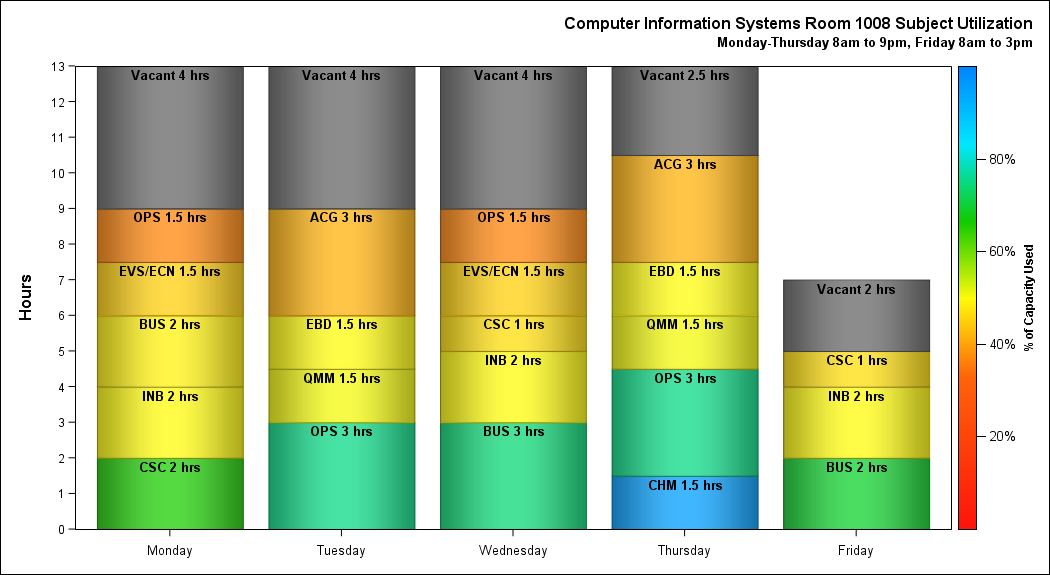 Computer Information Systems Room 1008 Subject Utilization
Monday-Thursday 8am to 9pm, Friday 8am to 3pm
Hours
13
12
11
10
9
8
7
6
5
4
3
2
1
0
Vacant 4 hrs
OPS 1.5 hrs
EVS/ECN 1.5 hrs
BUS 2 hrs
INB 2 hrs
CSC 2 hrs
Monday
Vacant 4 hrs
ACG 3 hrs
EBD 1.5 hrs
QMM 1.5 hrs
OPS 3 hrs
Tuesday
Vacant 4 hrs
OPS 1.5 hrs
EVS/ECN 1.5 hrs
CSC 1 hrs
INB 2 hrs
BUS 3 hrs
Wednesday
Vacant 2.5 hrs
ACG 3 hrs
EBD 1.5 hrs
QMM 1.5 hrs
OPS 3 hrs
CHM 1.5 hrs
Thursday
Vacant 2 hrs
CSC 1 hrs
INB 2 hrs
BUS 2 hrs
Friday
80%
60%
40%
20%
% of Capacity Used